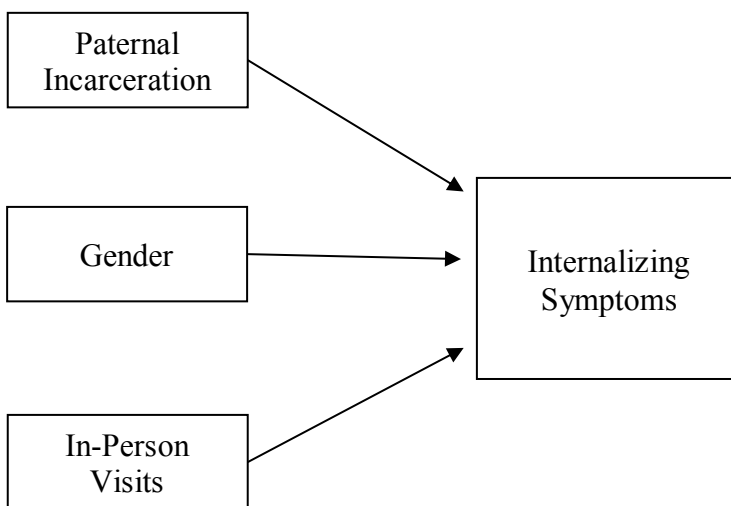 Paternal
Incarceration
Gender
Internalizing
Symptoms
In-Person
Visits